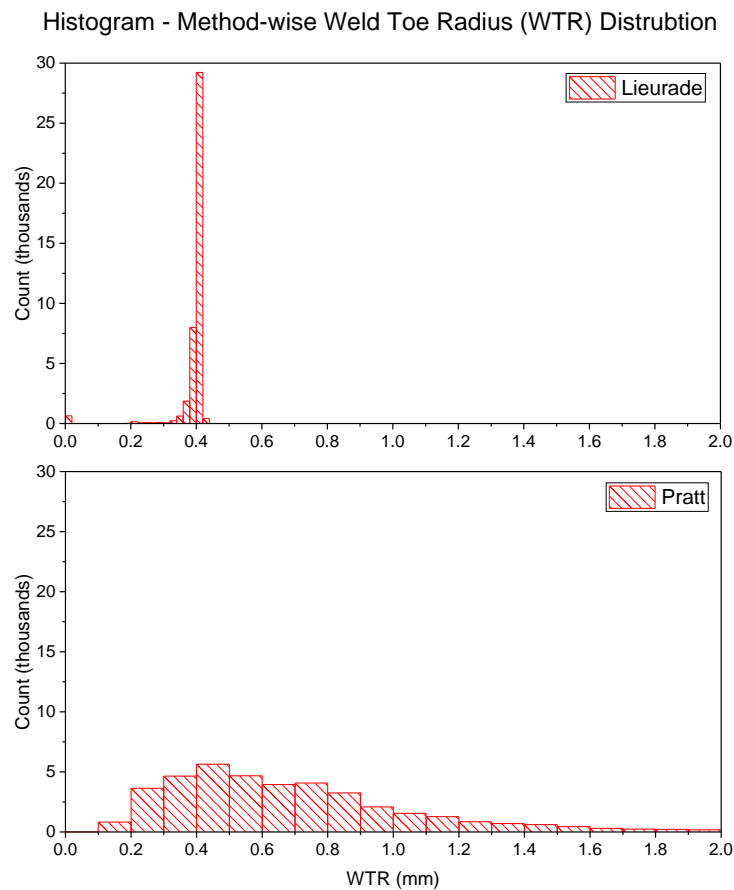 Histogram - Method-wise Weld Toe Radius (WTR) Distrubtion
30
25
20
15
10
5
0
Count (thousands)
Lieurade
0.0 0.2 0.4 0.6 0.8 1.0 1.2 1.4 1.6 1.8 2.0
30
25
20
15
10
5
0
Count (thousands)
Pratt
0.0 0.2 0.4 0.6 0.8 1.0 1.2 1.4 1.6 1.8 2.0
WTR (mm)